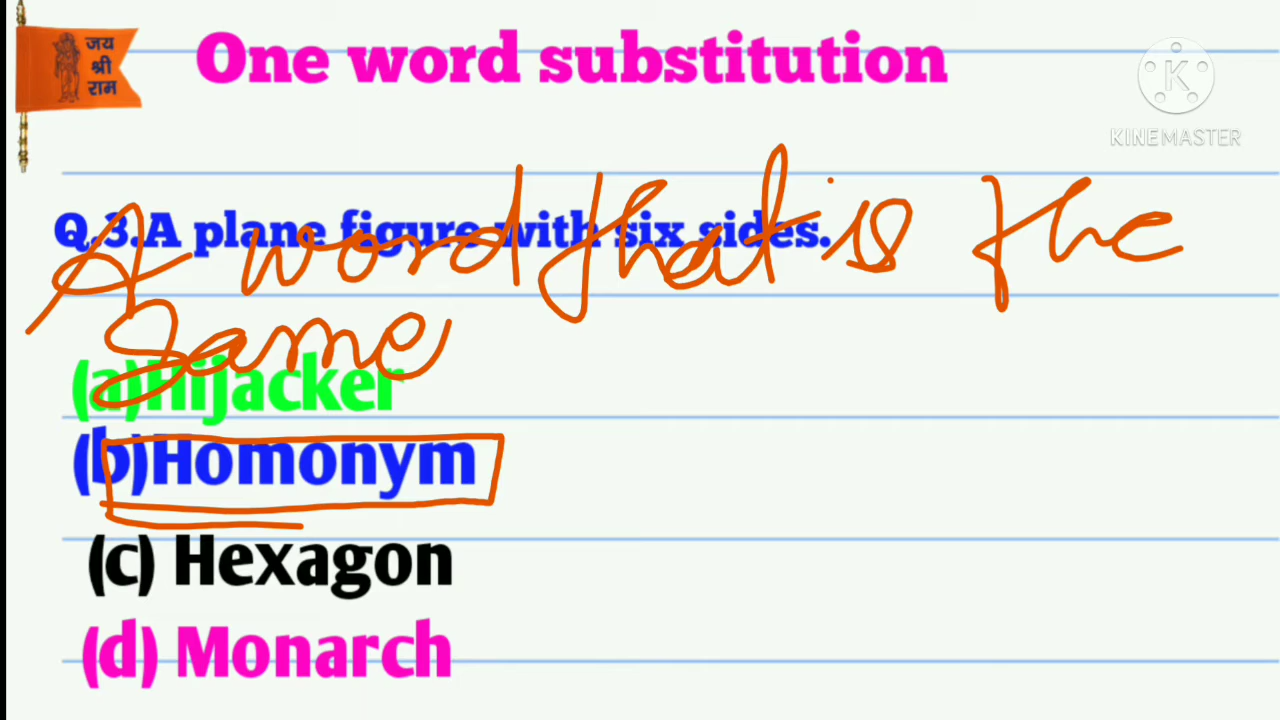 जय
श्री
राम
One word substitution
KINEMASTER
Q.3.A plane figure with six sides.
A word that is the
same
(a)Hijacker
(b)Homonym
(c) Hexagon
(d) Monarch